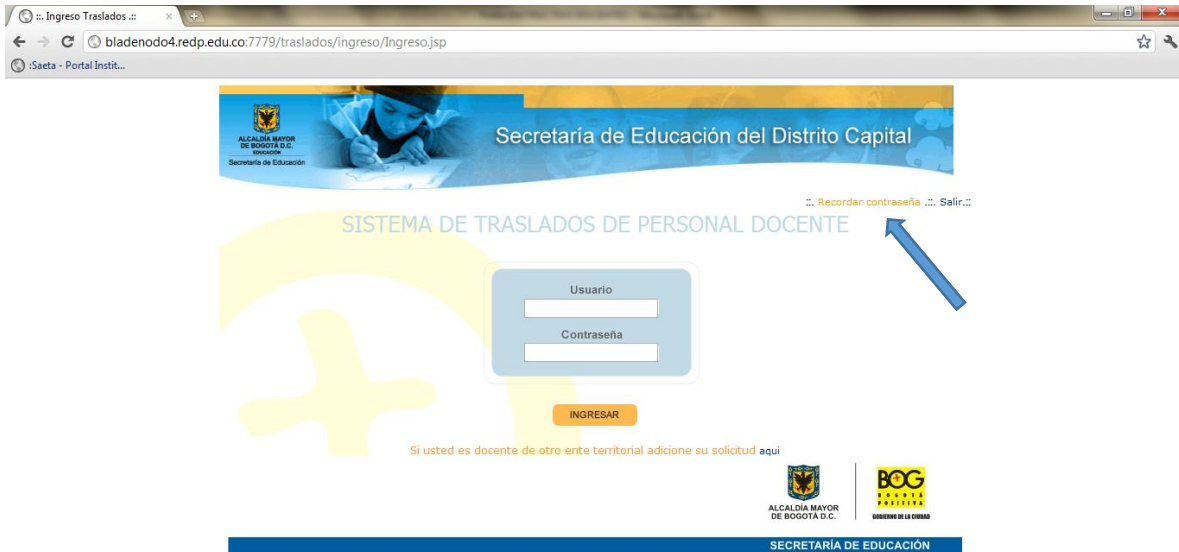 ::. Ingreso Traslados .::
bladenodo4.redp.edu.co:7779/traslados/ingreso/Ingreso.jsp
:Saeta - Portal Instit...
ALCALDÍA MAYOR
DE BOGOTÁ D.C.
EDUCACIÓN
Secretaría de Educación
Secretaría de Educación del Distrito Capital
::. Recordar contraseña .::. Salir.::
SISTEMA DE TRASLADOS DE PERSONAL DOCENTE
Usuario
Contraseña
INGRESAR
Si usted es docente de otro ente territorial adicione su solicitud aqui
ALCALDÍA MAYOR
DE BOGOTÁ D.C.
BOG
BOGOTÁ
POSITIVA
GOBIERNO DE LA CIUDAD
SECRETARÍA DE EDUCACIÓN